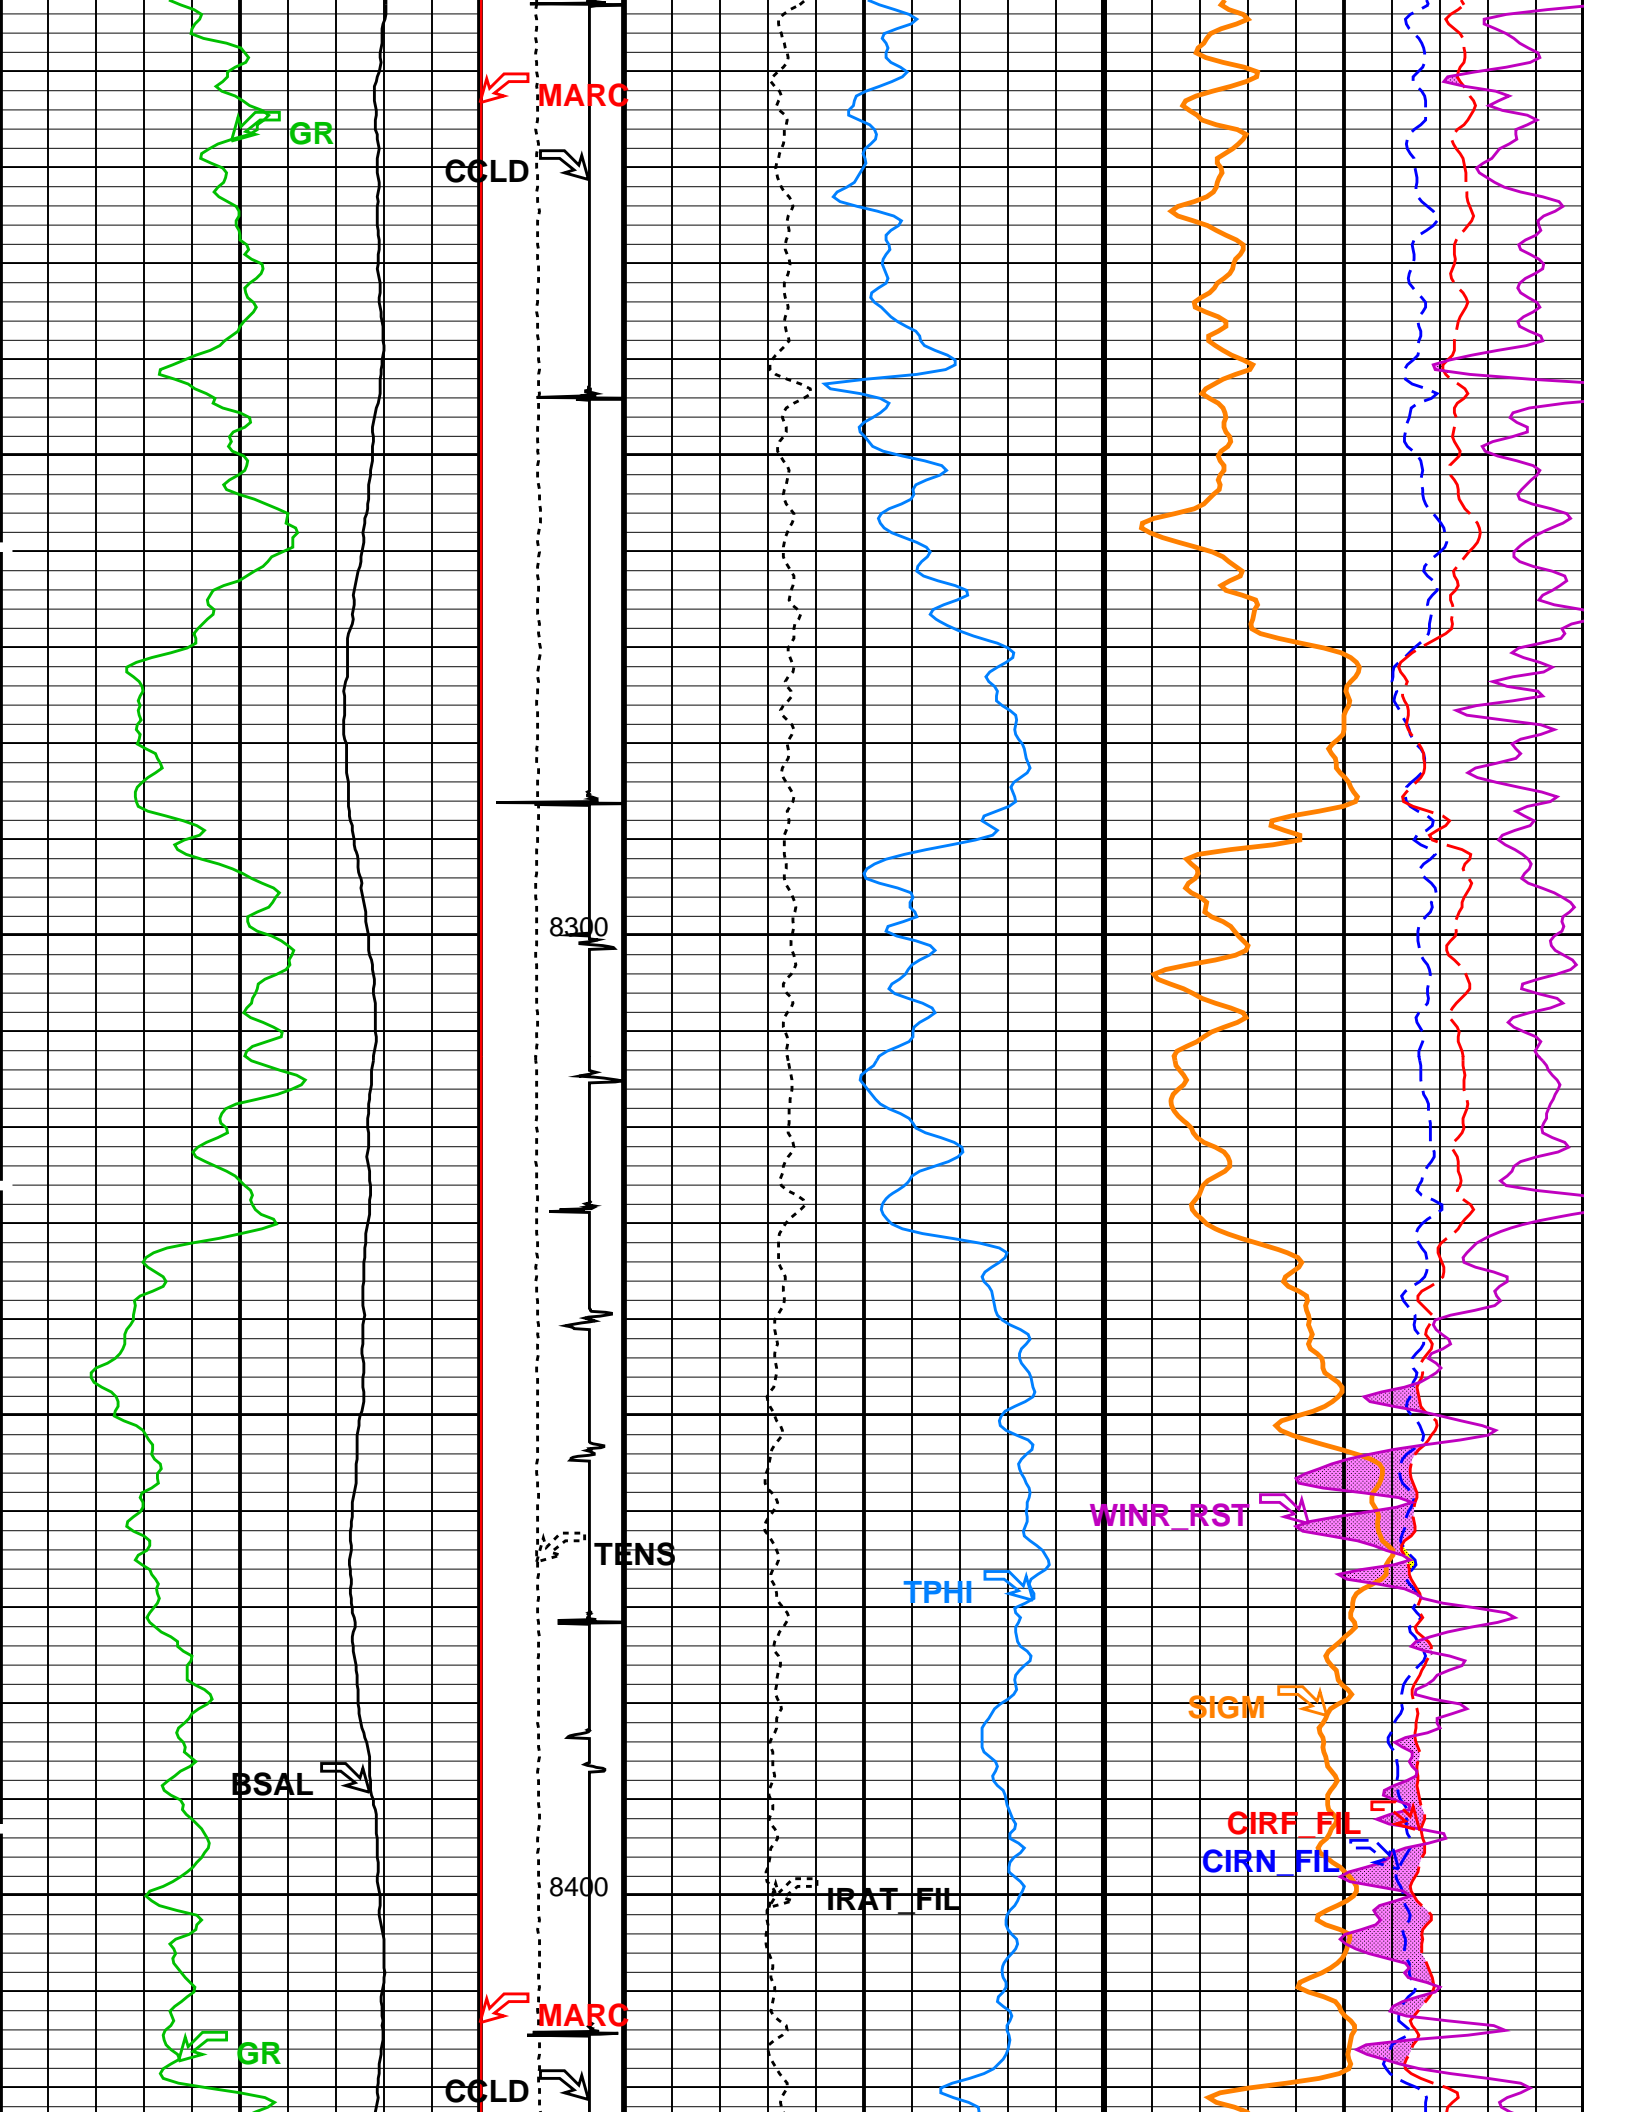 MARC
GR
CCLD
8300
WINR_RST
TENS
TPHI
SIGM
BSAL
CIRF_FIL
CIRN_FIL
8400
IRAT_FIL
MARC
GR
CCLD